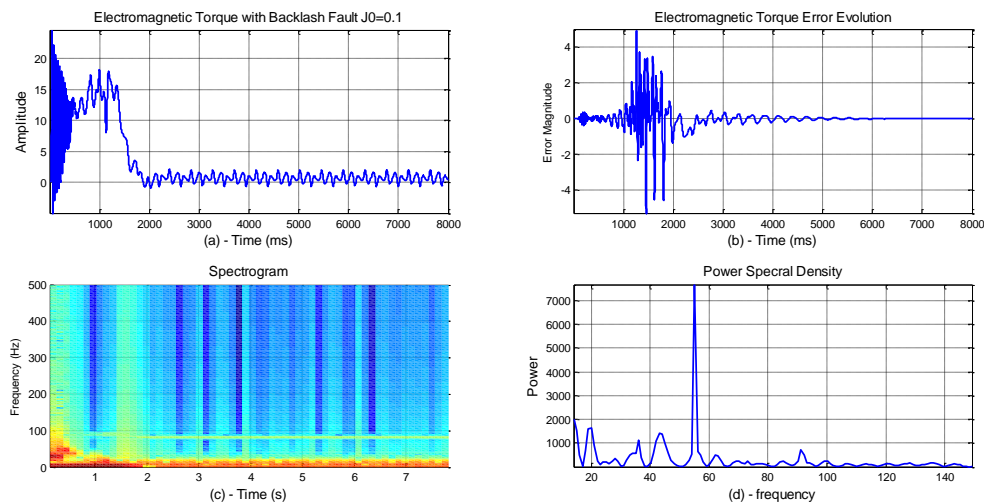 Electromagnetic Torque with Backlash Fault J0=0.1
Amplitude
20
15
10
5
0
1000 2000 3000 4000 5000 6000 7000 8000
(a) - Time (ms)
Electromagnetic Torque Error Evolution
Error Magnitude
4
2
0
-2
-4
1000 2000 3000 4000 5000 6000 7000 8000
(b) - Time (ms)
Spectrogram
Frequency (Hz)
500
400
300
200
100
0
1 2 3 4 5 6 7
(c) - Time (s)
Power Specral Density
Power
7000
6000
5000
4000
3000
2000
1000
20 40 60 80 100 120 140
(d) - frequency